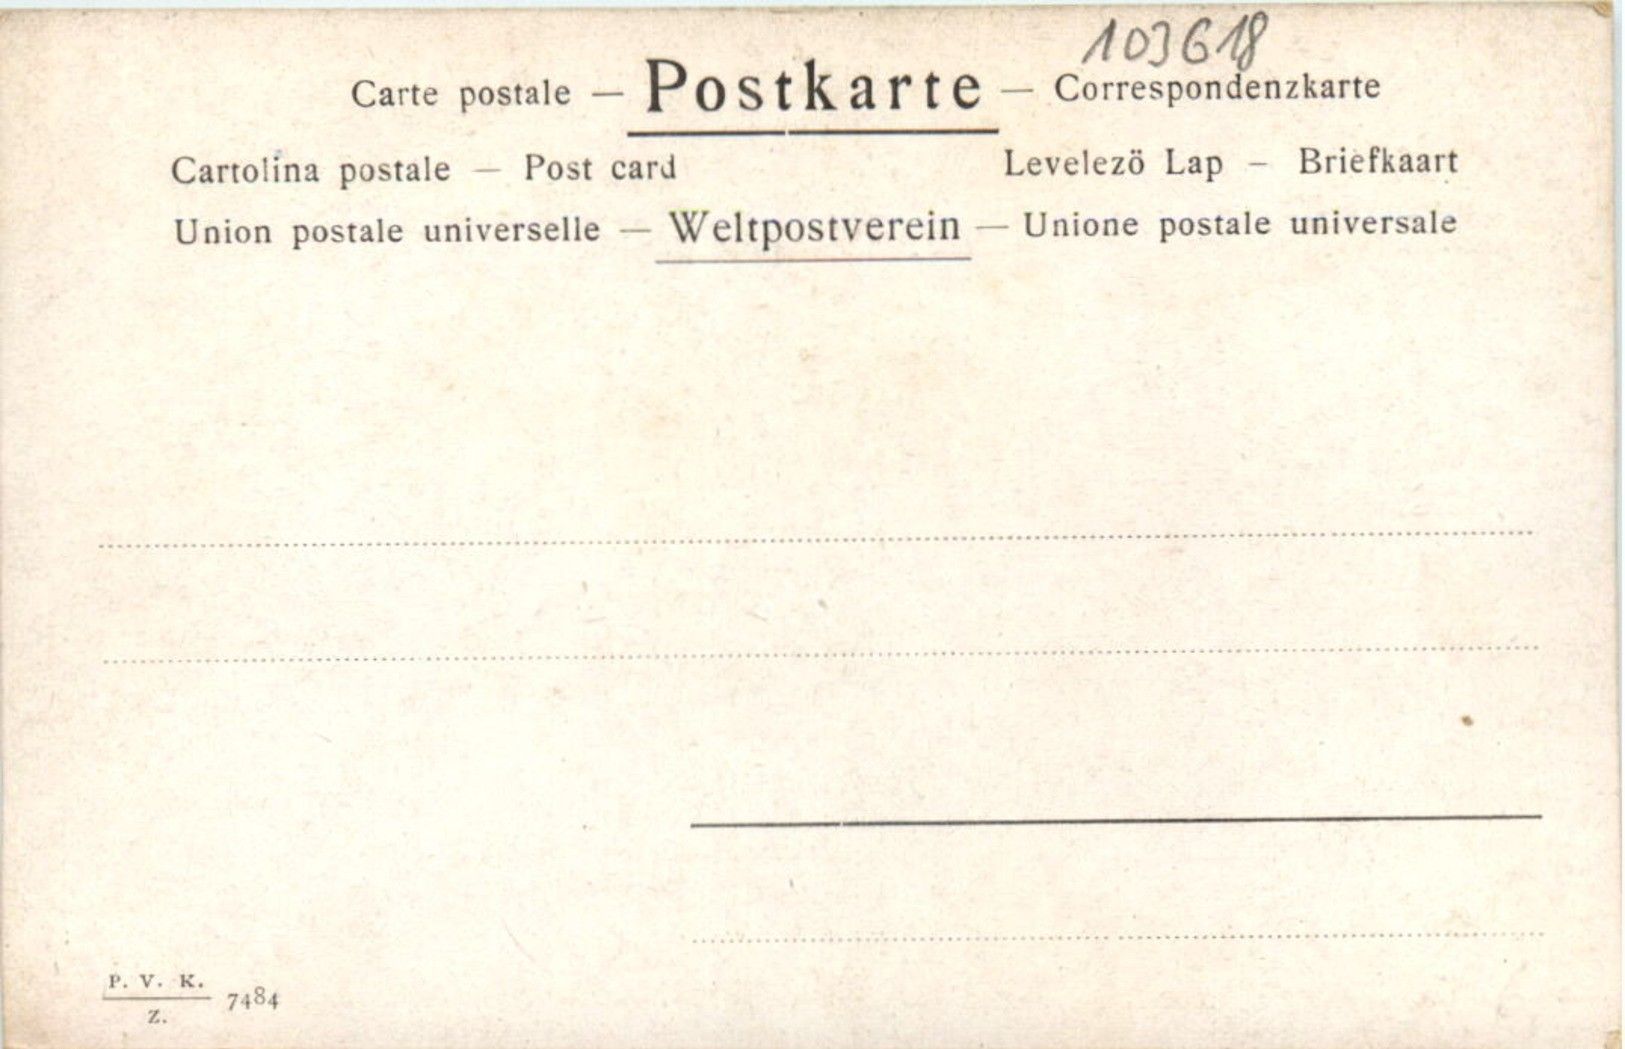 103618
Carte postale — Postkarte — Correspondenzkarte
Cartolina postale — Post card Levelezö Lap – Briefkaart
Union postale universelle — Weltpostverein — Unione postale universale
P. V. K.
Z. 7484